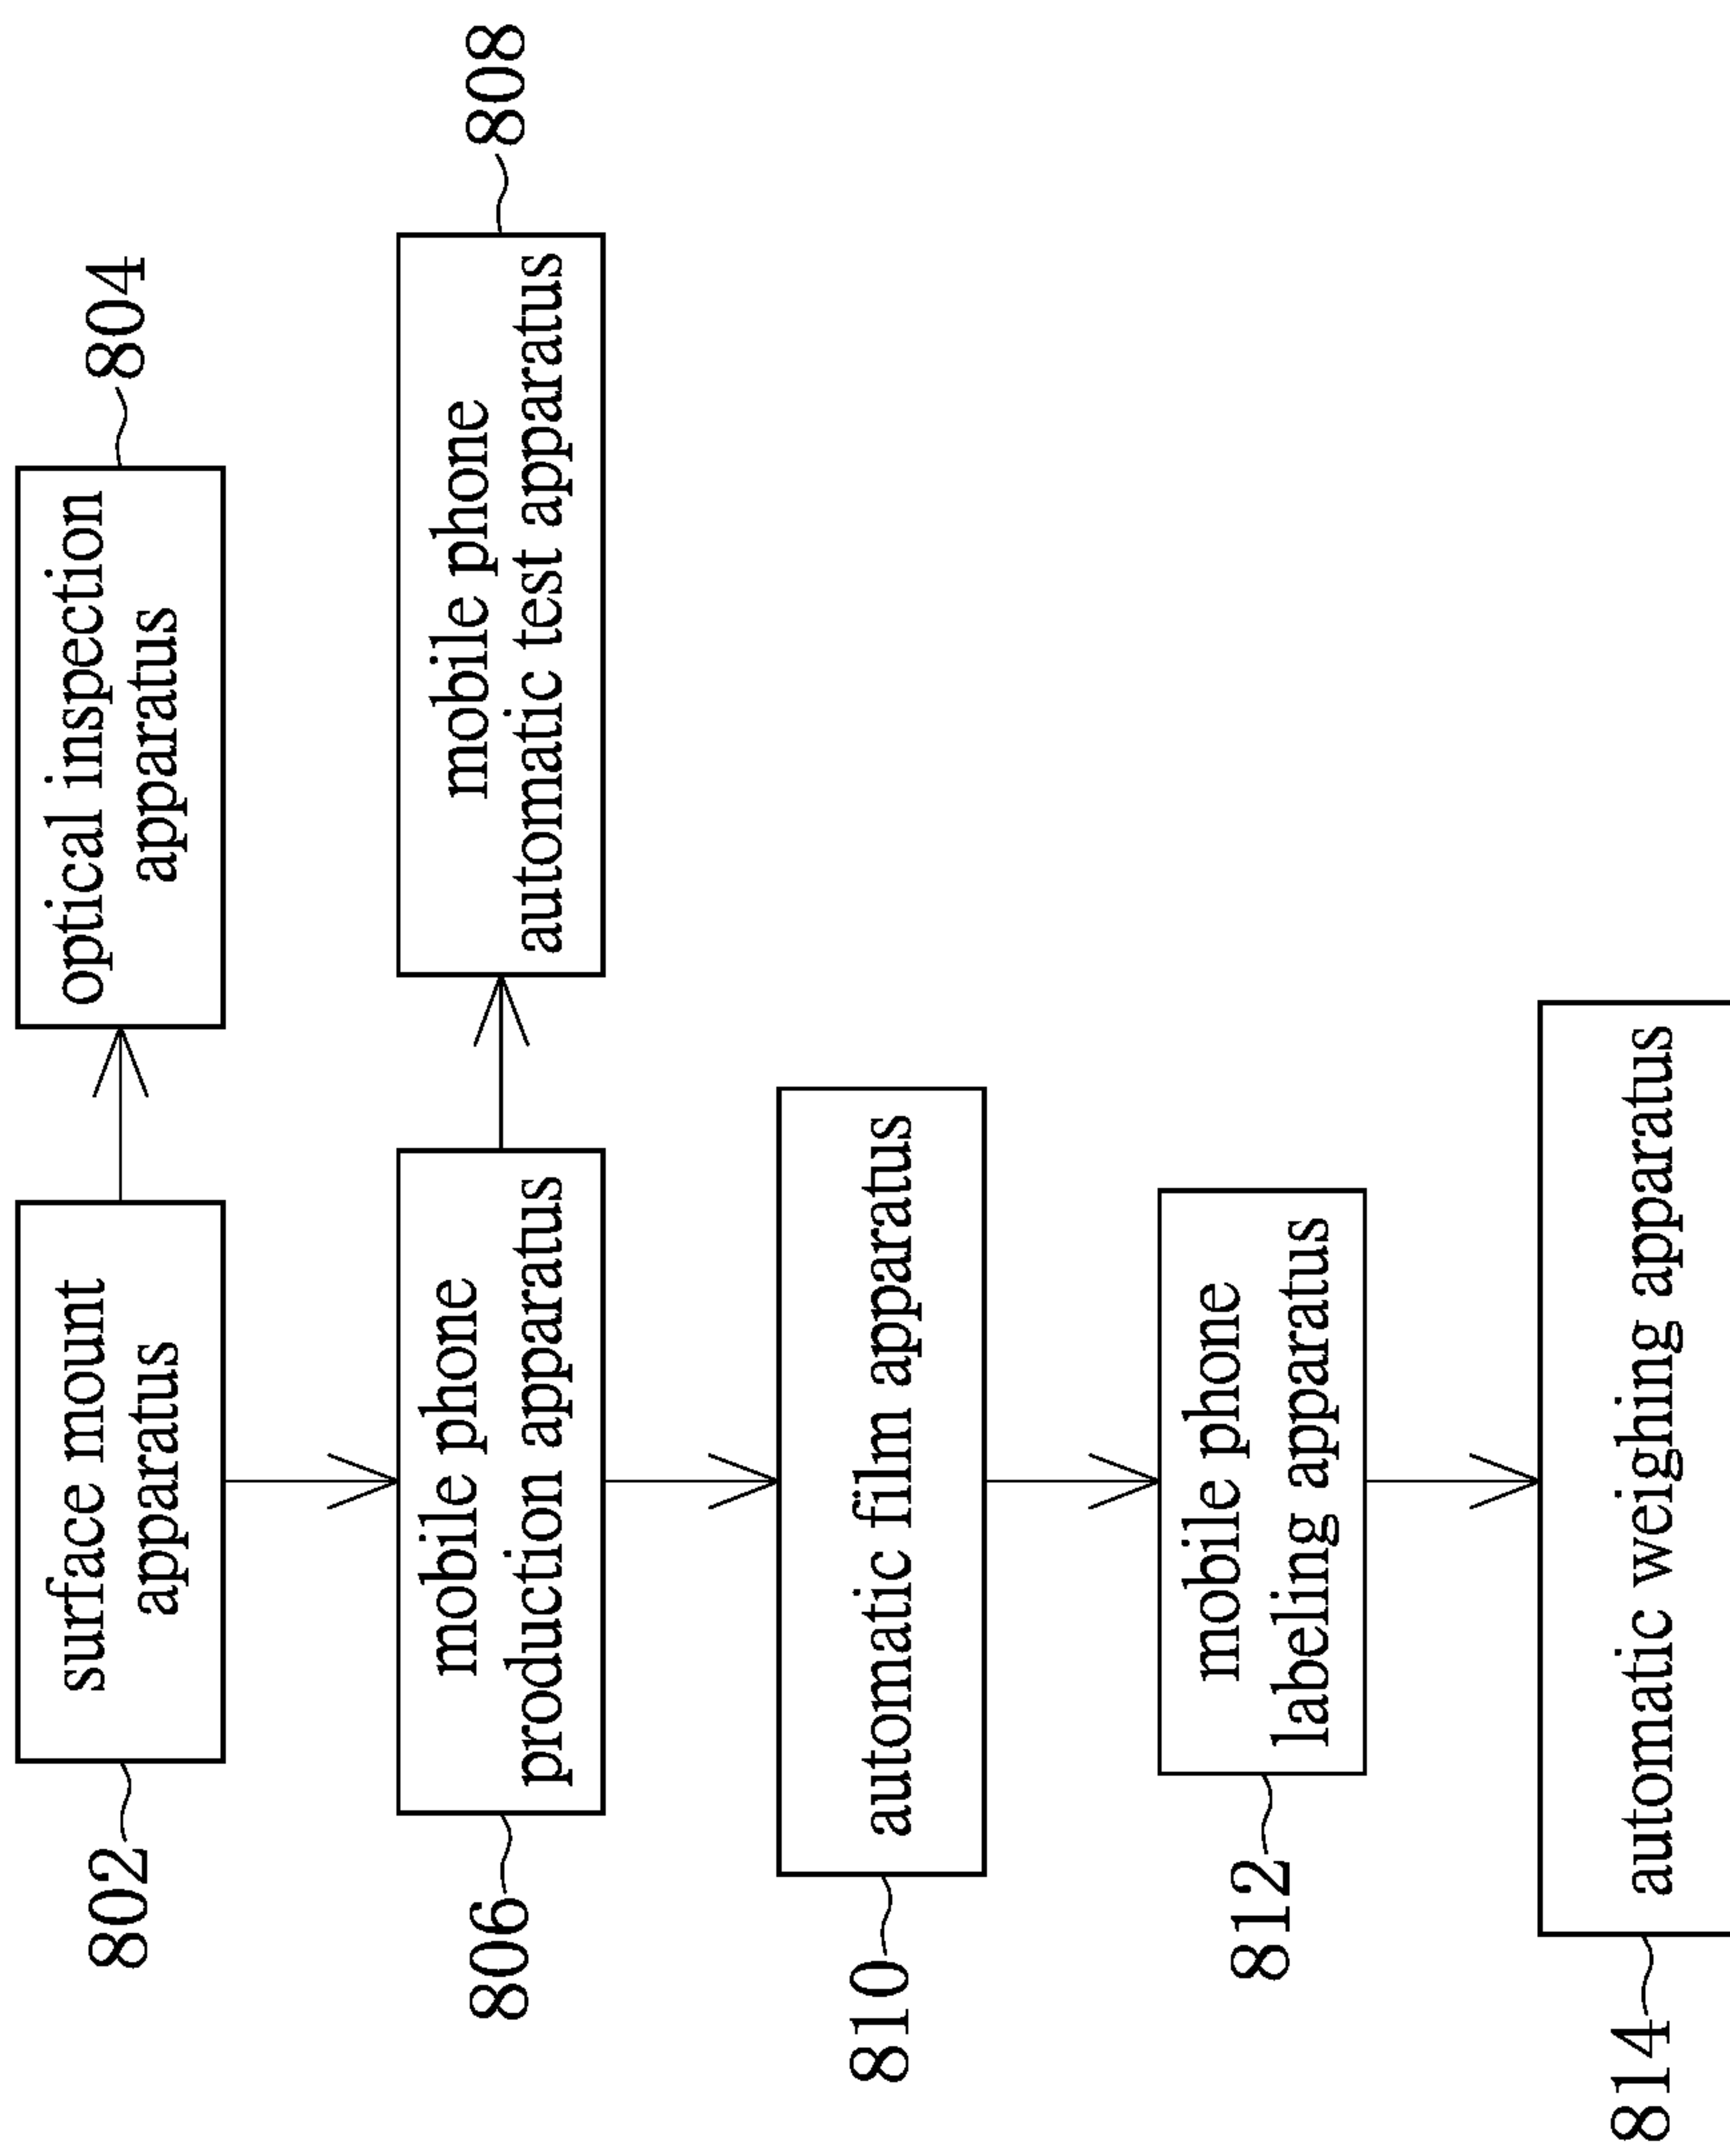 802
surface mount
apparatus
optical inspection
apparatus
804
806
mobile phone
production apparatus
mobile phone
automatic test apparatus
808
810
automatic film apparatus
812
mobile phone
labeling apparatus
814
automatic weighing apparatus